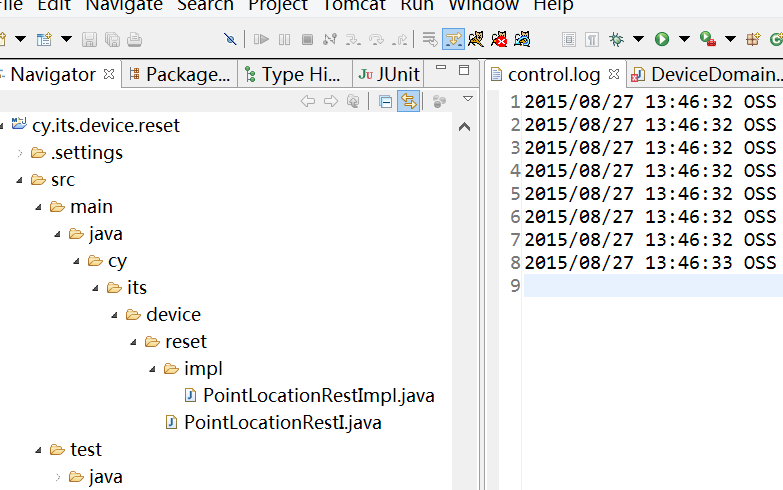 File Edit Navigate Search Project Tomcat Run Window Help
Navigator Package... Type Hi... JU JUnit
control.log DeviceDomain...
cy.its.device.reset
.settings
src
main
java
cy
its
device
reset
impl
PointLocationRestImpl.java
PointLocationRestI.java
test
java
1 2015/08/27 13:46:32 OSS
2 2015/08/27 13:46:32 OSS
3 2015/08/27 13:46:32 OSS
4 2015/08/27 13:46:32 OSS
5 2015/08/27 13:46:32 OSS
6 2015/08/27 13:46:32 OSS
7 2015/08/27 13:46:32 OSS
8 2015/08/27 13:46:33 OSS
9